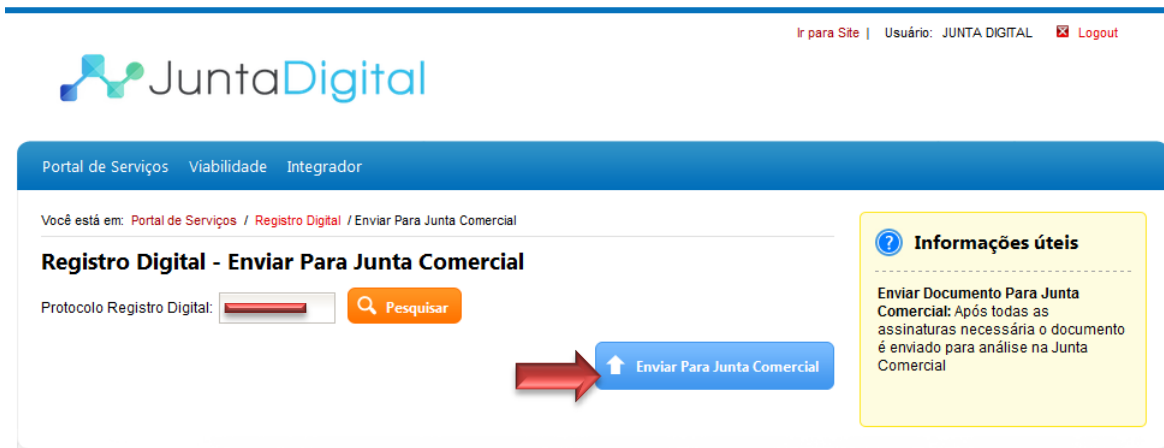 Ir para Site | Usuário: JUNTA DIGITAL Logout
JuntaDigital
Portal de Serviços Viabilidade Integrador
Você está em: Portal de Serviços / Registro Digital / Enviar Para Junta Comercial
Registro Digital - Enviar Para Junta Comercial
Protocolo Registro Digital: Pesquisar
Enviar Para Junta Comercial
? Informações úteis
Enviar Documento Para Junta
Comercial: Após todas as
assinaturas necessária o documento
é enviado para análise na Junta
Comercial